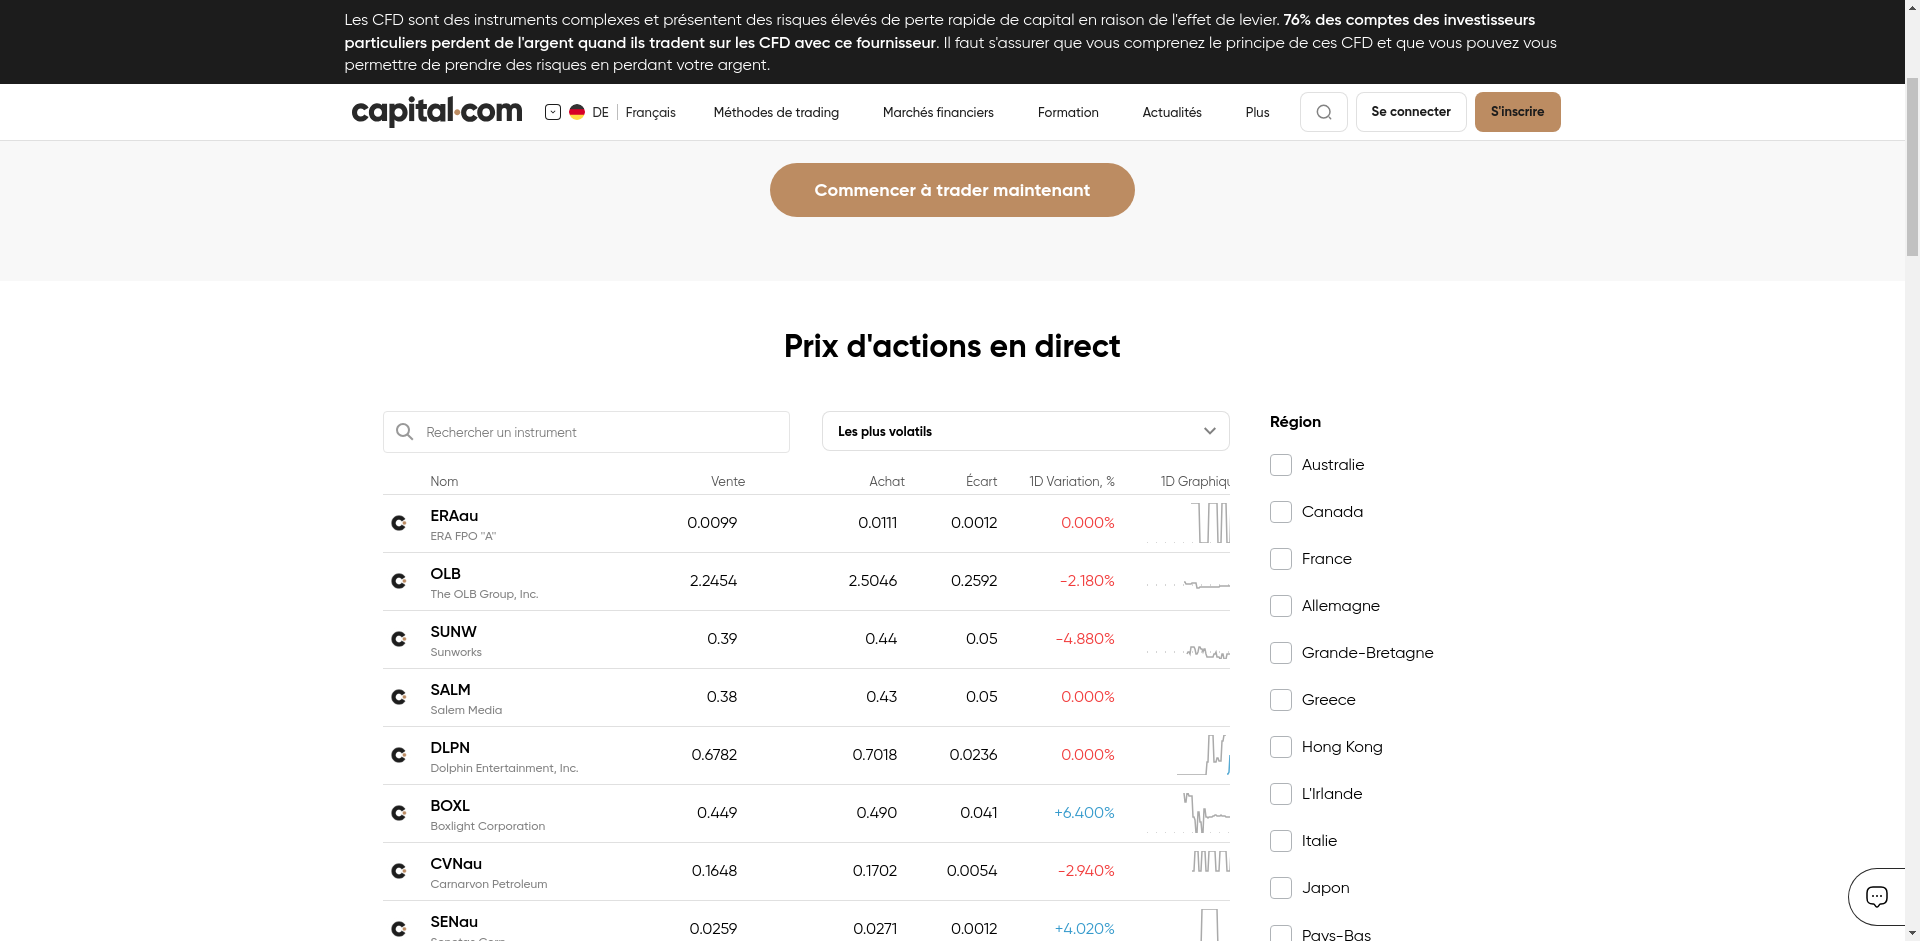 Les CFD sont des instruments complexes et présentent des risques élevés de perte rapide de capital en raison de l'effet de levier. 76% des comptes des investisseurs
particuliers perdent de l'argent quand ils tradent sur les CFD avec ce fournisseur. Il faut s'assurer que vous comprenez le principe de ces CFD et que vous pouvez vous
permettre de prendre des risques en perdant votre argent.
capital.com DE Français Méthodes de trading Marchés financiers Formation Actualités Plus Se connecter S'inscrire
Commencer à trader maintenant
Prix d'actions en direct
Rechercher un instrument
Les plus volatils
Nom Vente Achat Écart 1D Variation, % 1D Graphiqu
ERAau 0.0099 0.0111 0.0012 0.000%
ERA FPO "A"
OLB 2.2454 2.5046 0.2592 -2.180%
The OLB Group, Inc.
SUNW 0.39 0.44 0.05 -4.880%
Sunworks
SALM 0.38 0.43 0.05 0.000%
Salem Media
DLPN 0.6782 0.7018 0.0236 0.000%
Dolphin Entertainment, Inc.
BOXL 0.449 0.490 0.041 +6.400%
Boxlight Corporation
CVNau 0.1648 0.1702 0.0054 -2.940%
Carnarvon Petroleum
SENau 0.0259 0.0271 0.0012 +4.020%
Région
Australie
Canada
France
Allemagne
Grande-Bretagne
Greece
Hong Kong
L'Irlande
Italie
Japon
Pays-Bas